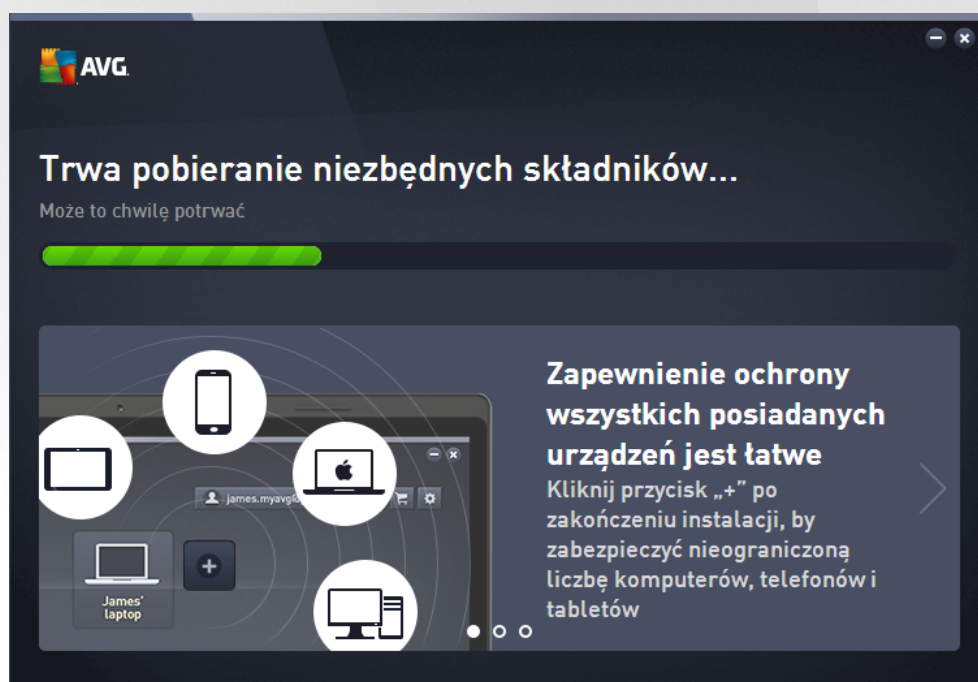 AVG.
Trwa pobieranie niezbędnych składników...
Może to chwilę potrwać
Zapewnienie ochrony
wszystkich posiadanych
urządzeń jest łatwe
Kliknij przycisk „+” po
zakończeniu instalacji, by
zabezpieczyć nieograniczoną
liczbę komputerów, telefonów i
tabletów
James'
laptop